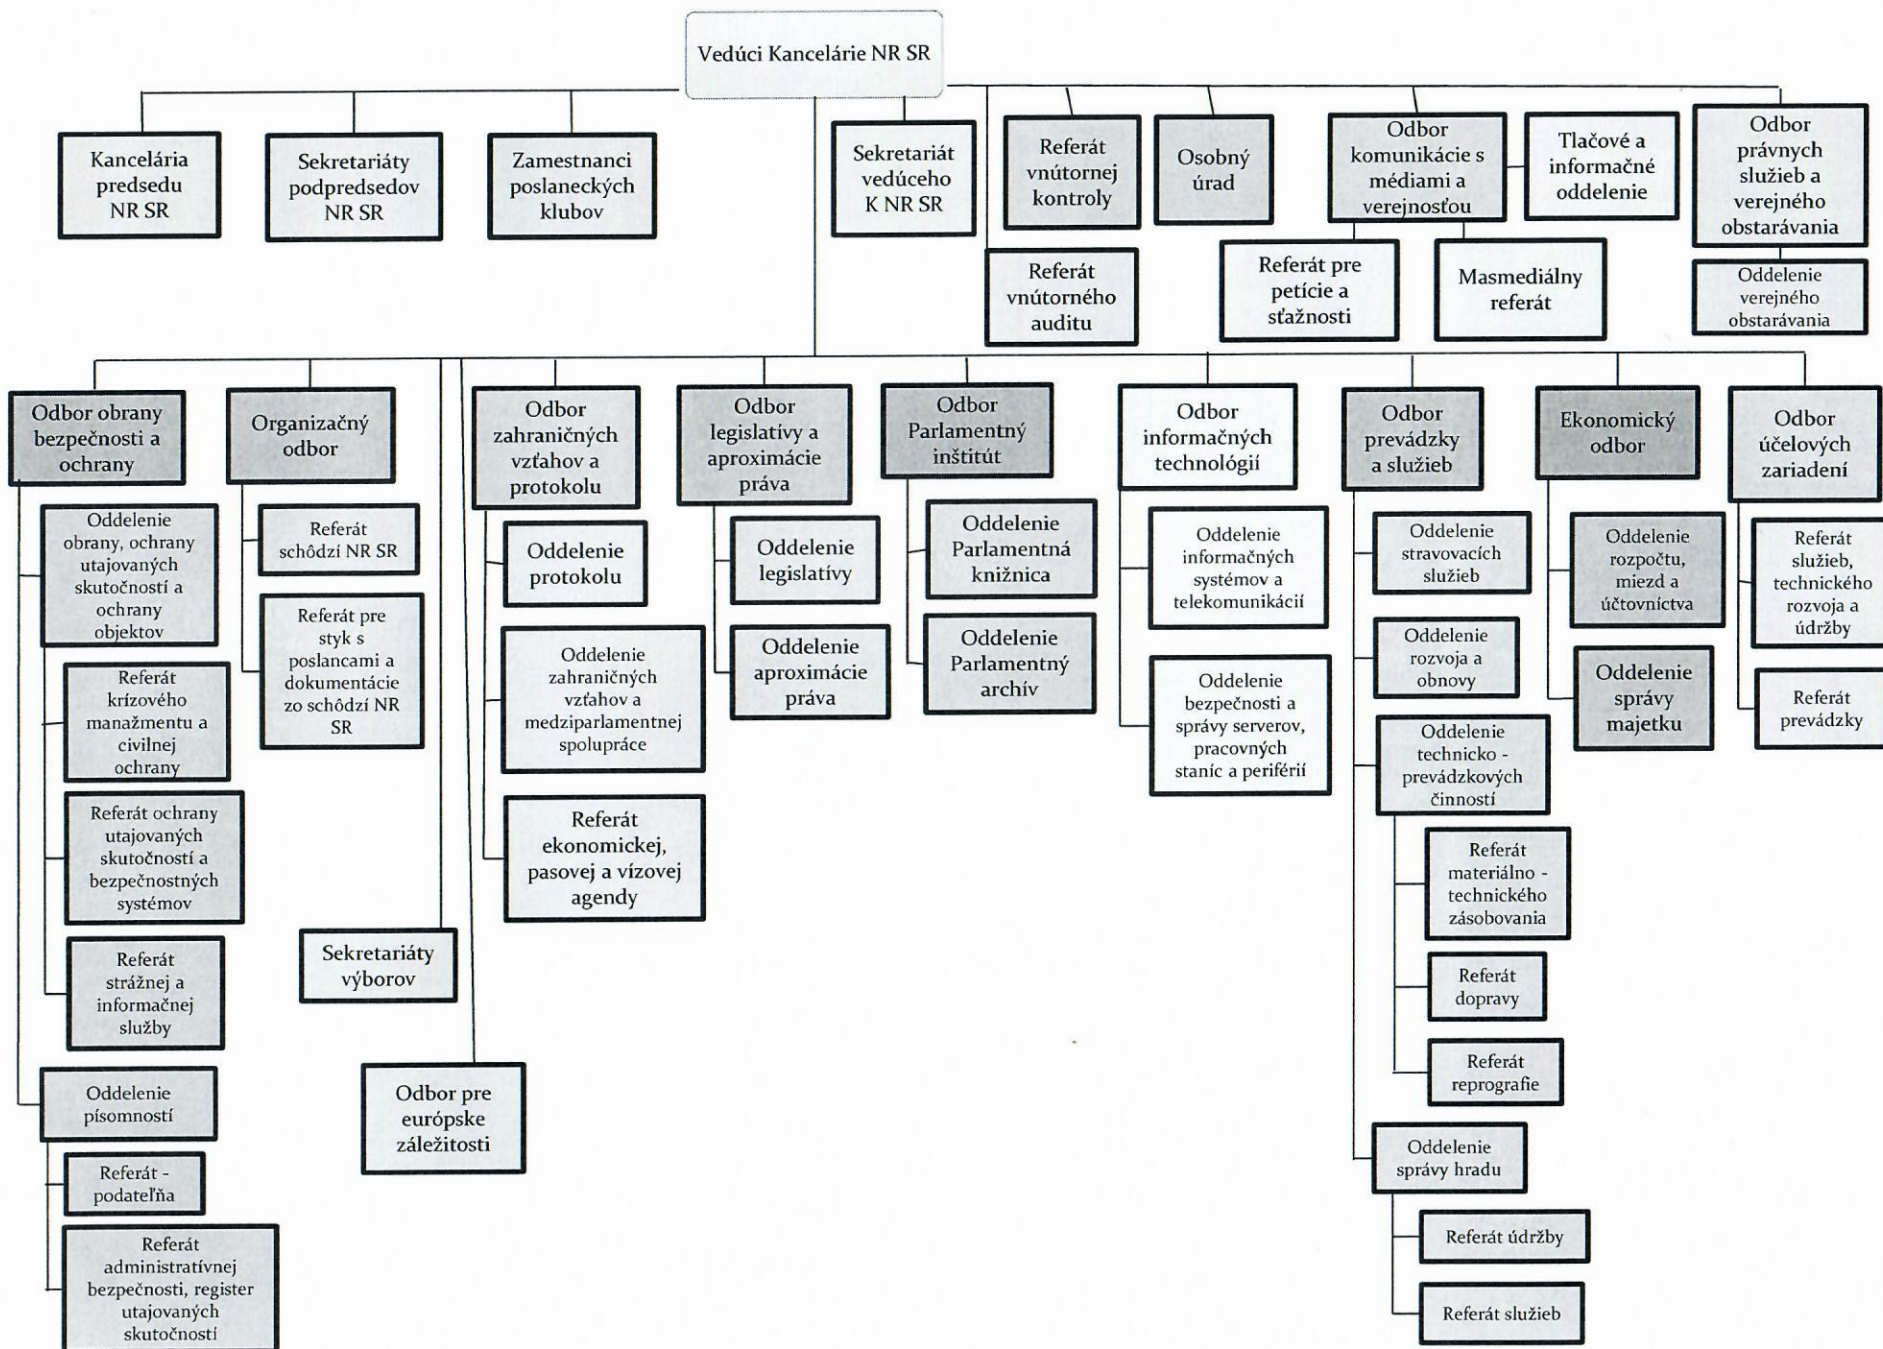 Vedúci Kancelárie NR SR
Kancelária
predsedu
NR SR
Sekretariáty
podpredsedov
NR SR
Zamestnanci
poslaneckých
klubov
Sekretariát
vedúceho
K NR SR
Referát
vnútornej
kontroly
Osobný
úrad
Odbor
komunikácie s
médiami a
verejnosťou
Tlačové a
informačné
oddelenie
Odbor
právnych
služieb a
verejného
obstarávania
Referát
vnútorného
auditu
Referát pre
petície a
sťažnosti
Masmediálny
referát
Oddelenie
verejného
obstarávania
Odbor obrany
bezpečnosti a
ochrany
Oddelenie
obrany, ochrany
utajovaných
skutočností a
ochrany
objektov
Referát
krízového
manažmentu a
civilnej
ochrany
Referát ochrany
utajovaných
skutočností a
bezpečnostných
systémov
Referát
strážnej a
informačnej
služby
Oddelenie
písomností
Referát -
podateľňa
Referát
administratívnej
bezpečnosti, register
utajovaných
skutočností
Organizačný
odbor
Referát
schôdzí NR SR
Referát pre
styk s
poslancami a
dokumentácie
zo schôdzí NR
SR
Sekretariáty
výborov
Odbor pre
európske
záležitosti
Odbor
zahraničných
vzťahov a
protokolu
Oddelenie
protokolu
Oddelenie
zahraničných
vzťahov a
medziparlamentnej
spolupráce
Referát
ekonomickej,
pasovej a vízovej
agendy
Odbor
legislatívy a
aproximácie
práva
Oddelenie
legislatívy
Oddelenie
aproximácie
práva
Odbor
Parlamentný
inštitút
Oddelenie
Parlamentná
knižnica
Oddelenie
Parlamentný
archív
Odbor
informačných
technológií
Oddelenie
informačných
systémov a
telekomunikácií
Oddelenie
bezpečnosti a
správy serverov,
pracovných
staníc a periférií
Odbor
prevádzky
a služieb
Oddelenie
stravovacích
služieb
Oddelenie
rozvoja a
obnovy
Oddelenie
technicko -
prevádzkových
činností
Referát
materiálno -
technického
zásobovania
Referát
dopravy
Referát
reprografie
Oddelenie
správy hradu
Referát údržby
Referát služieb
Ekonomický
odbor
Oddelenie
rozpočtu,
miezd a
účtovníctva
Oddelenie
správy
majetku
Odbor
účelových
zariadení
Referát
služieb,
technického
rozvoja a
údržby
Referát
prevádzky